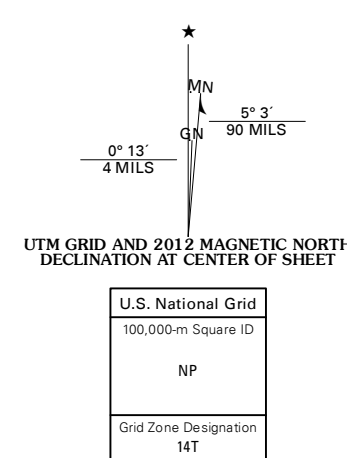 ★
MN
5° 3´
90 MILS
GN
0° 13´
4 MILS
UTM GRID AND 2012 MAGNETIC NORTH
DECLINATION AT CENTER OF SHEET
U.S. National Grid
100,000-m Square ID
NP
Grid Zone Designation
14T